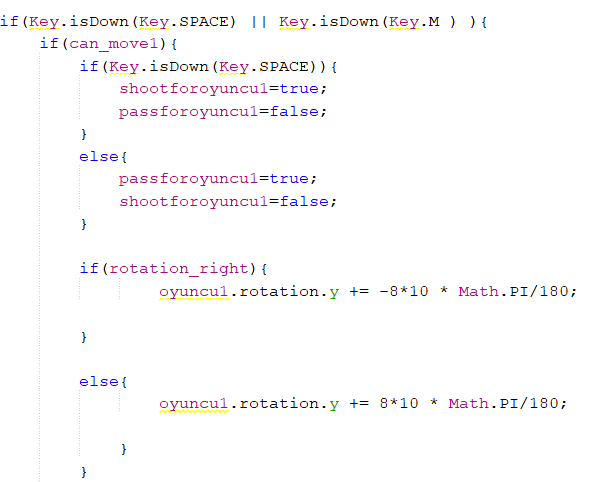 if(Key.isDown(Key.SPACE) || Key.isDown(Key.M ) ){
    if(can_move1){
        if(Key.isDown(Key.SPACE)){
            shootforoyuncu1=true;
            passforoyuncu1=false;
        }
        else{
            passforoyuncu1=true;
            shootforoyuncu1=false;
        }
        if(rotation_right){
                oyuncu1.rotation.y += -8*10 * Math.PI/180;
        }
        else{
                oyuncu1.rotation.y += 8*10 * Math.PI/180;
            }
        }